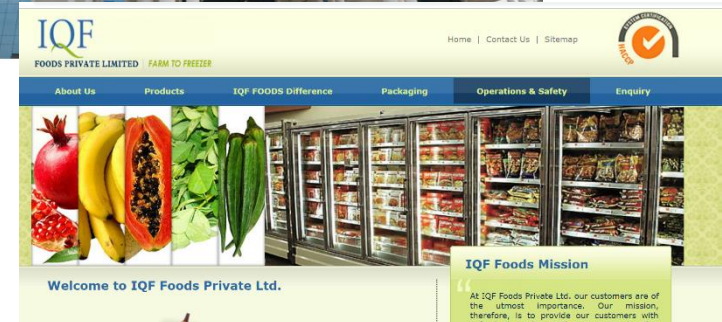 IQF
FOODS PRIVATE LIMITED | FARM TO FREEZER
Home | Contact Us | Sitemap
SYSTEM CERTIFICATION
HACCP
About Us Products IQF FOODS Difference Packaging Operations & Safety Enquiry
Welcome to IQF Foods Private Ltd.
IQF Foods Mission
“
At IQF Foods Private Ltd. our customers are of
the utmost importance. Our mission,
therefore, is to provide our customers with